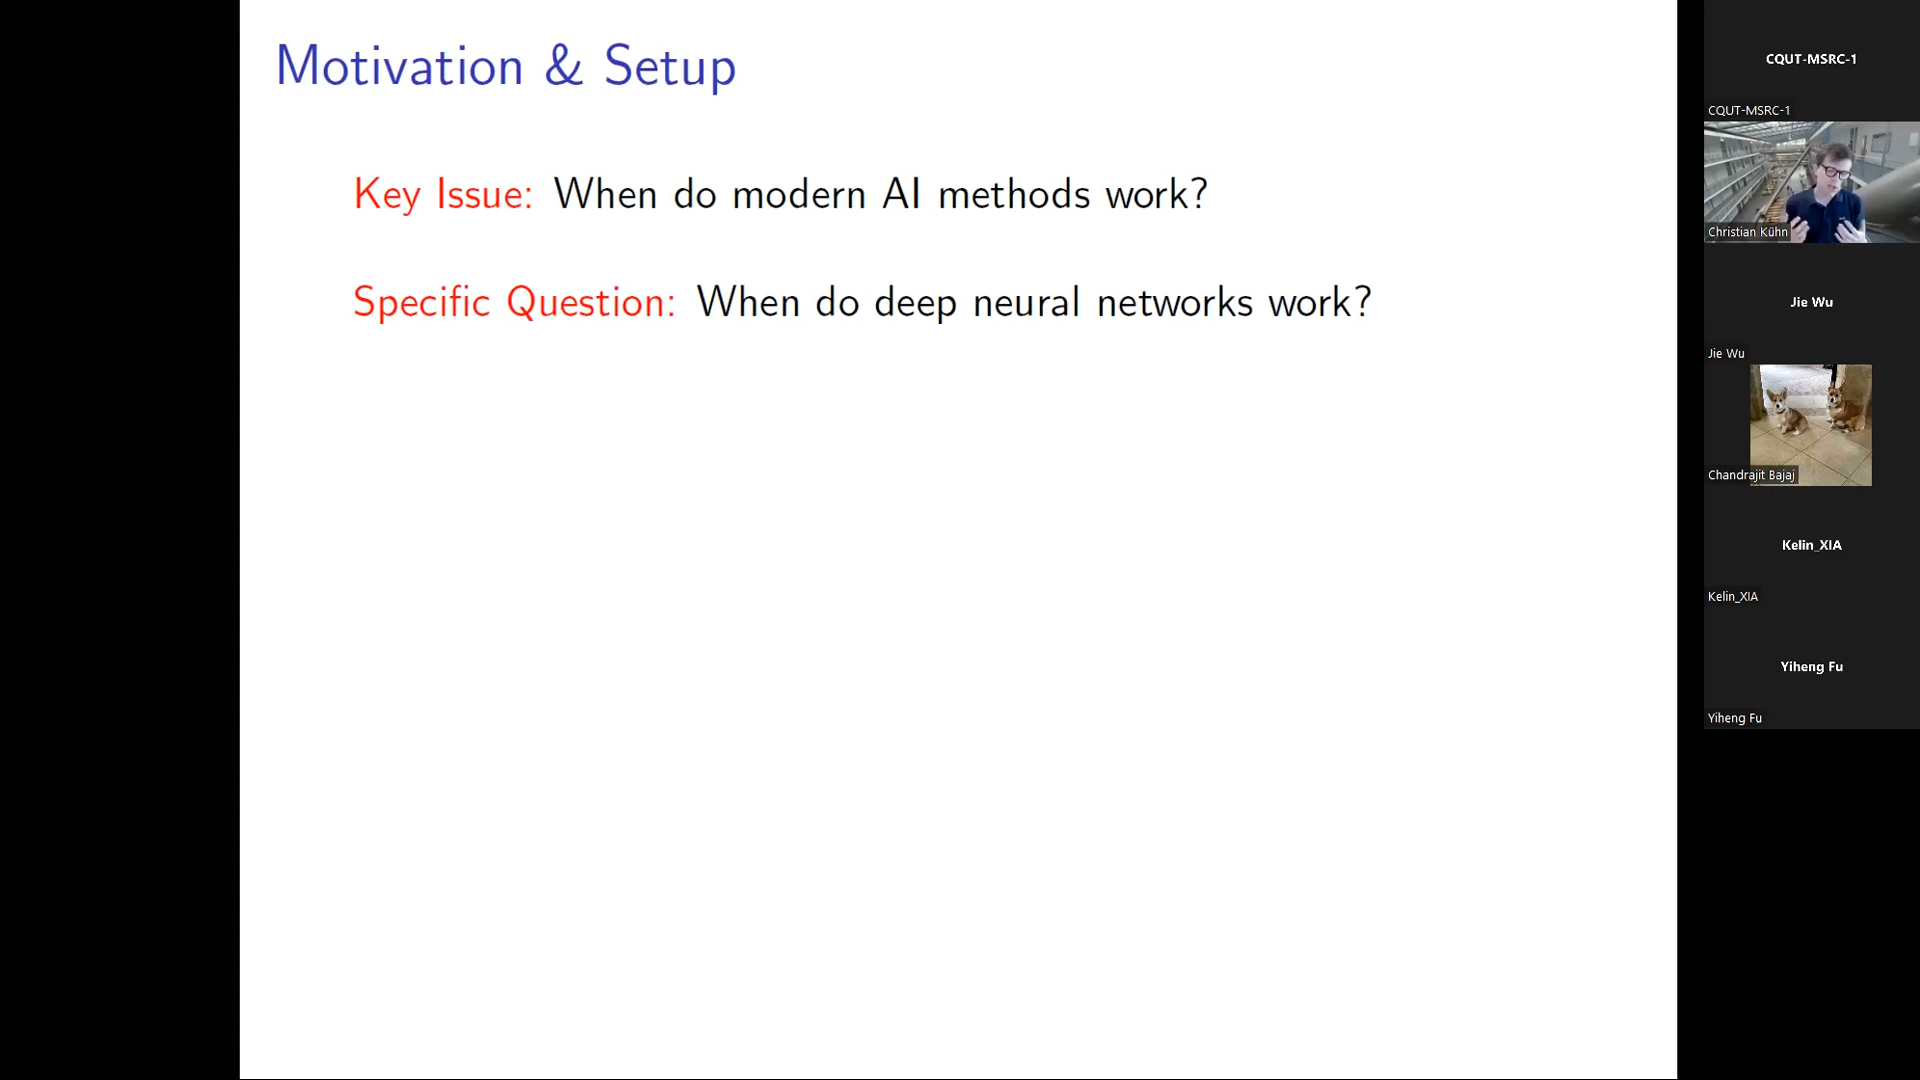 Motivation & Setup
Key Issue: When do modern AI methods work?
Specific Question: When do deep neural networks work?
CQUT-MSRC-1
CQUT-MSRC-1
Christian Kühn
Jie Wu
Jie Wu
Chandrajit Bajaj
Kelin_XIA
Kelin_XIA
Yiheng Fu
Yiheng Fu